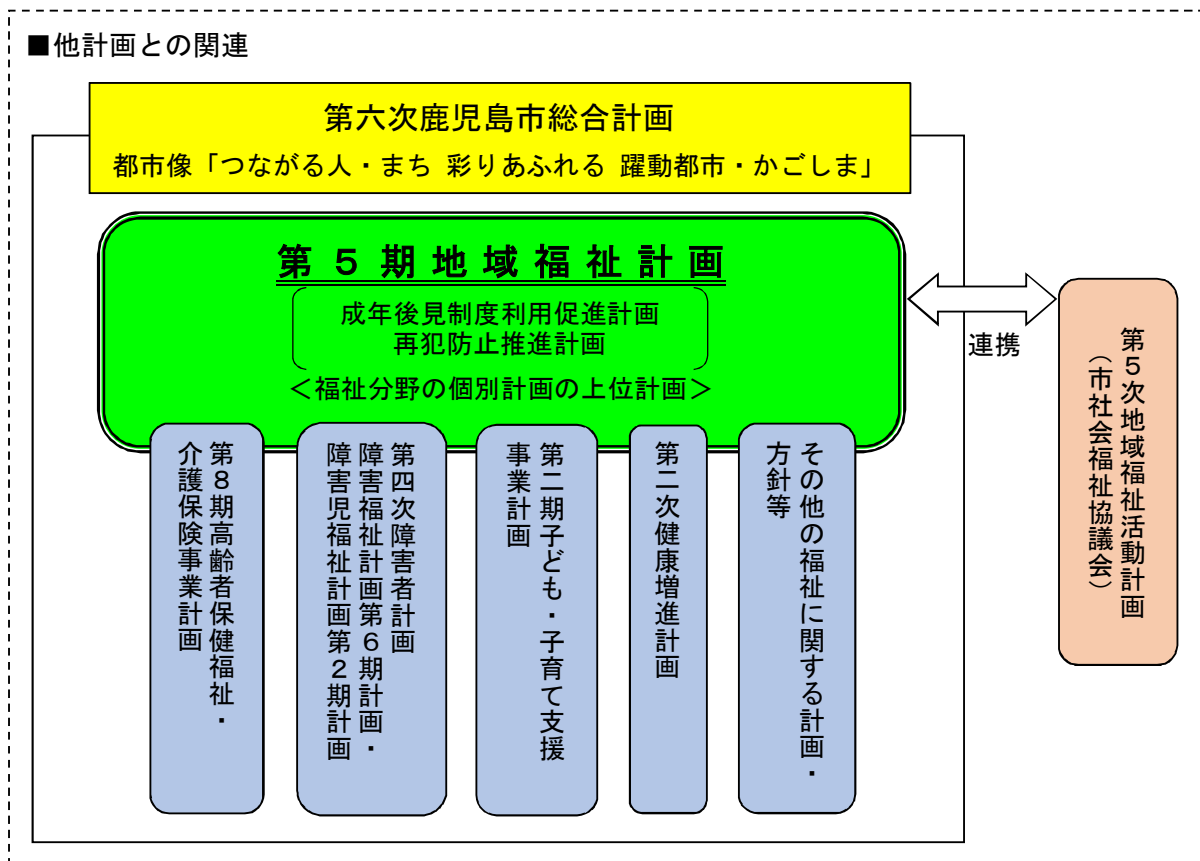 ■他計画との関連
第六次鹿児島市総合計画
都市像「つながる人・まち 彩りあふれる 躍動都市・かごしま」
第５期地域福祉計画
成年後見制度利用促進計画
再犯防止推進計画
＜福祉分野の個別計画の上位計画＞
連携
第８期高齢者保健福祉・
介護保険事業計画
第四次障害者計画
障害福祉計画第６期計画・
障害児福祉計画第２期計画
第二期子ども・子育て支援
事業計画
第二次健康増進計画
その他の福祉に関する計画・
方針等
第５次地域福祉活動計画
（市社会福祉協議会）